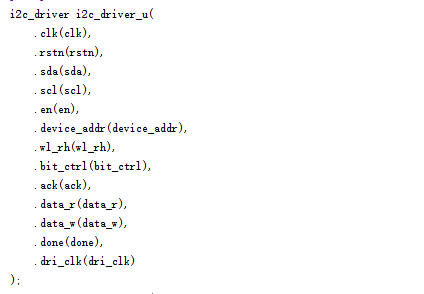 i2c_driver i2c_driver_u(
.clk(clk),
.rstn(rstn),
.sda(sda),
.scl(scl),
.en(en),
.device_addr(device_addr),
.wl_rh(wl_rh),
.bit_ctrl(bit_ctrl),
.ack(ack),
.data_r(data_r),
.data_w(data_w),
.done(done),
.dri_clk(dri_clk)
);